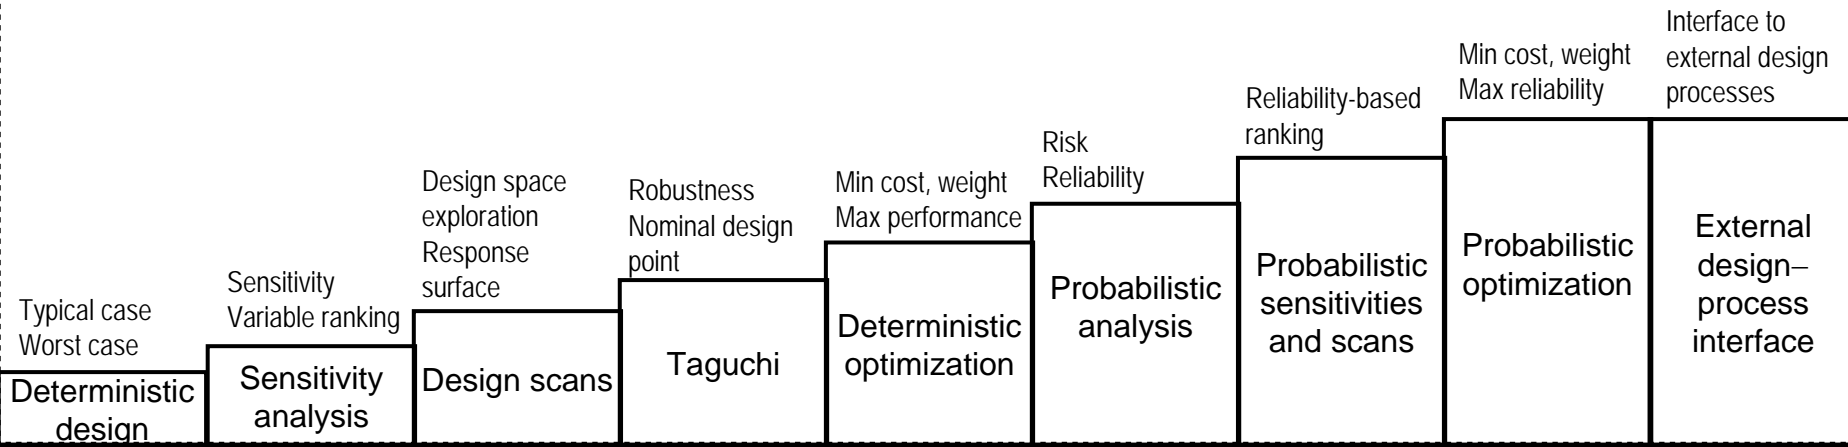 Typical case
Worst case
Deterministic
design
Sensitivity
Variable ranking
Sensitivity
analysis
Design space
exploration
Response
surface
Design scans
Robustness
Nominal design
point
Taguchi
Min cost, weight
Max performance
Deterministic
optimization
Risk
Reliability
Probabilistic
analysis
Reliability-based
ranking
Probabilistic
sensitivities
and scans
Min cost, weight
Max reliability
Probabilistic
optimization
Interface to
external design
processes
External
design–
process
interface